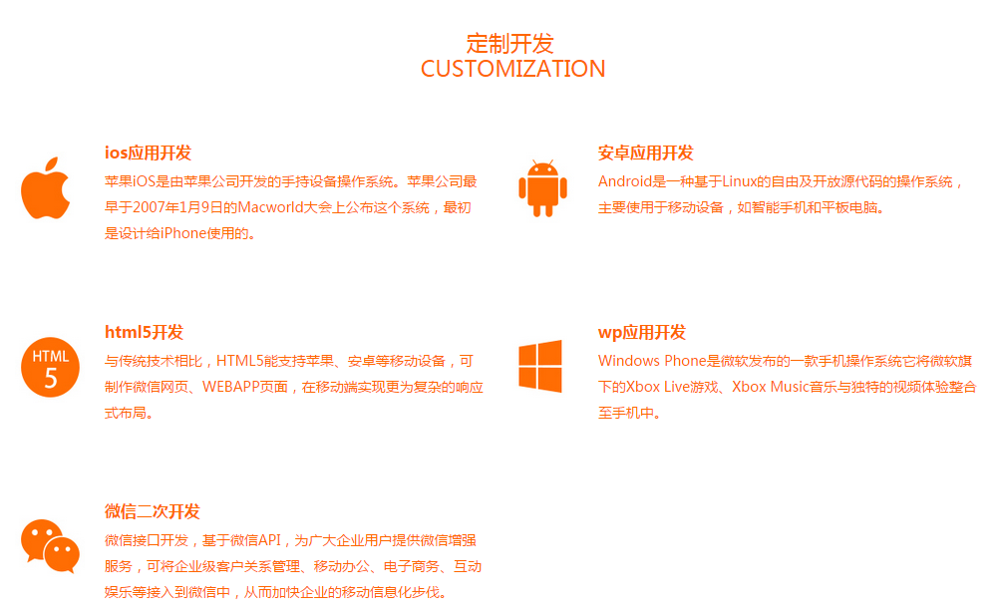 定制开发
CUSTOMIZATION
ios应用开发
苹果iOS是由苹果公司开发的手持设备操作系统。苹果公司最
早于2007年1月9日的Macworld大会上公布这个系统，最初
是设计给iPhone使用的。
安卓应用开发
Android是一种基于Linux的自由及开放源代码的操作系统，
主要使用于移动设备，如智能手机和平板电脑。
HTML
5
html5开发
与传统技术相比，HTML5能支持苹果、安卓等移动设备，可
制作微信网页、WEBAPP页面，在移动端实现更为复杂的响应
式布局。
wp应用开发
Windows Phone是微软发布的一款手机操作系统它将微软旗
下的Xbox Live游戏、Xbox Music音乐与独特的视频体验整合
至手机中。
微信二次开发
微信接口开发，基于微信API，为广大企业用户提供微信增强
服务，可将企业级客户关系管理、移动办公、电子商务、互动
娱乐等接入到微信中，从而加快企业的移动信息化步伐。